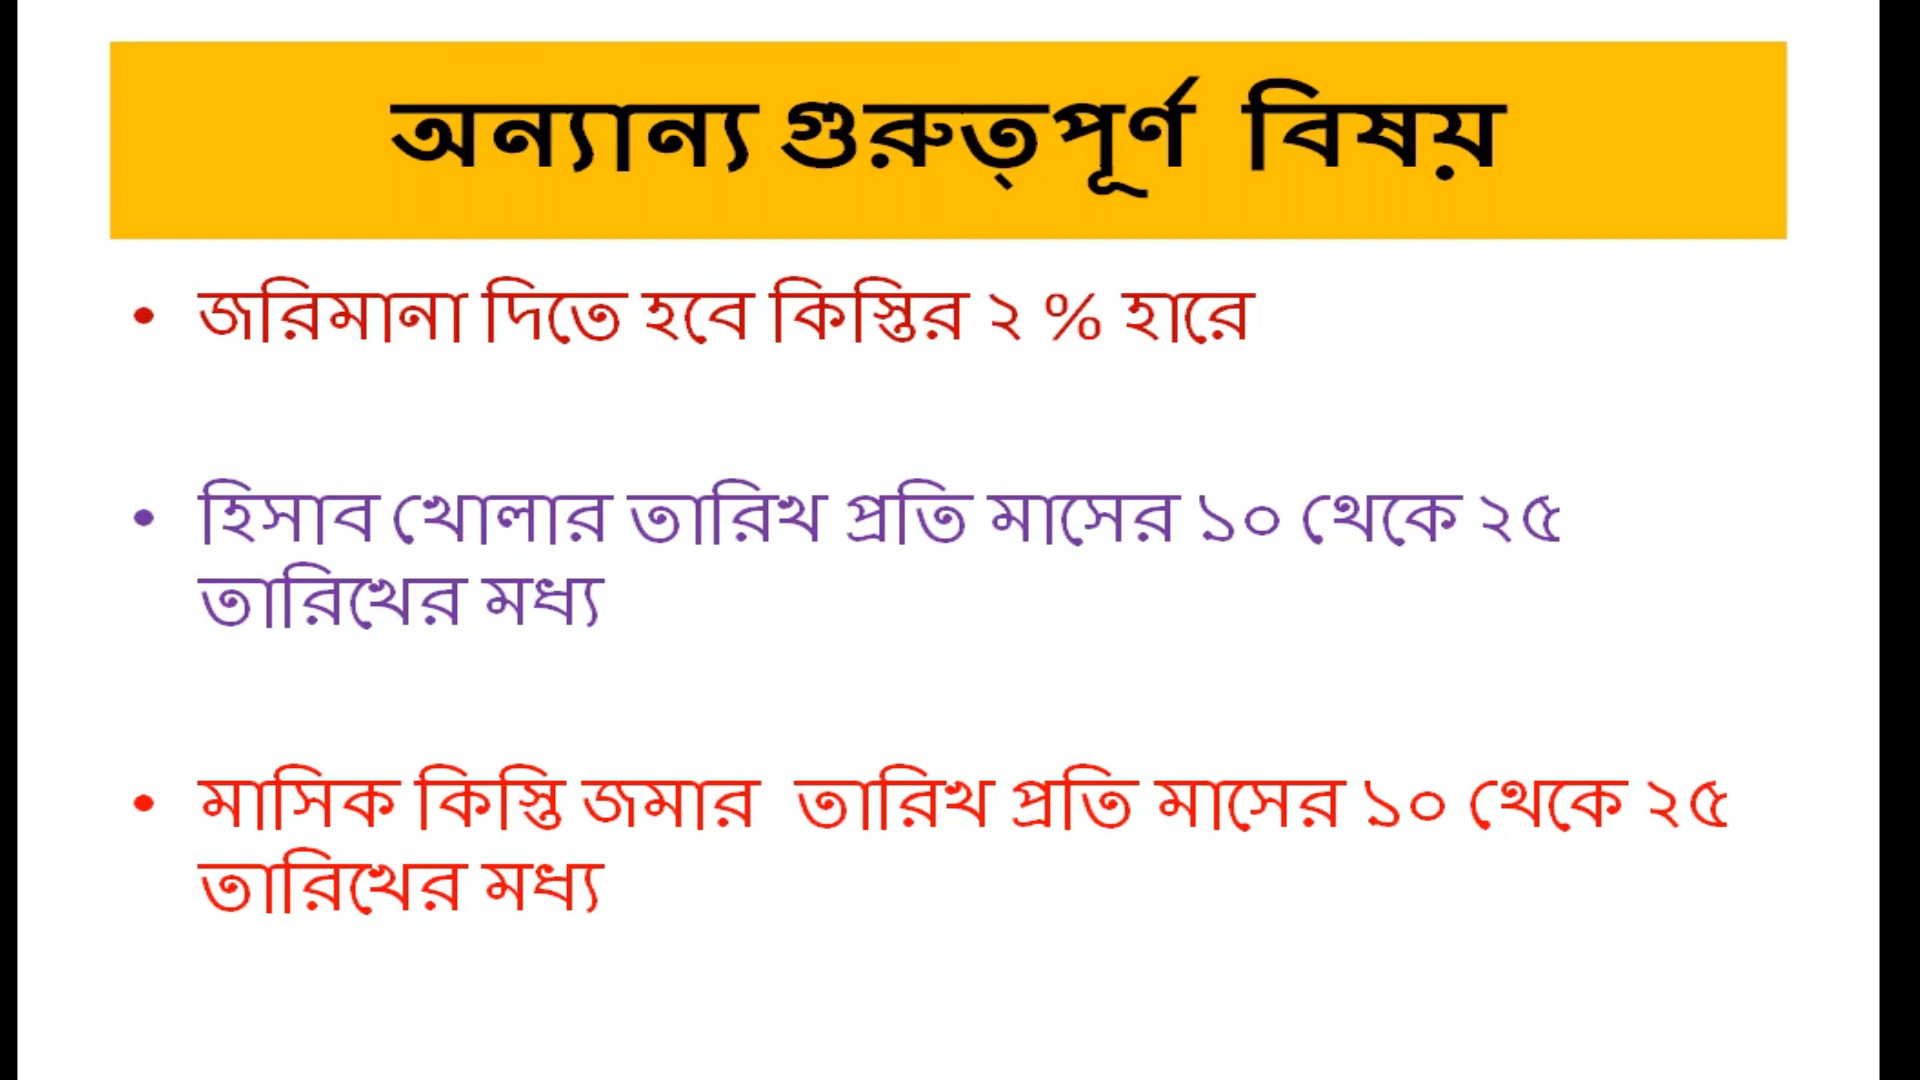 অন্যান্য গুরুত্পূর্ণ বিষয়
• জরিমানা দিতে হবে কিস্তির ২ % হারে
• হিসাব খোলার তারিখ প্রতি মাসের ১০ থেকে ২৫
তারিখের মধ্য
• মাসিক কিস্তি জমার তারিখ প্রতি মাসের ১০ থেকে ২৫
তারিখের মধ্য